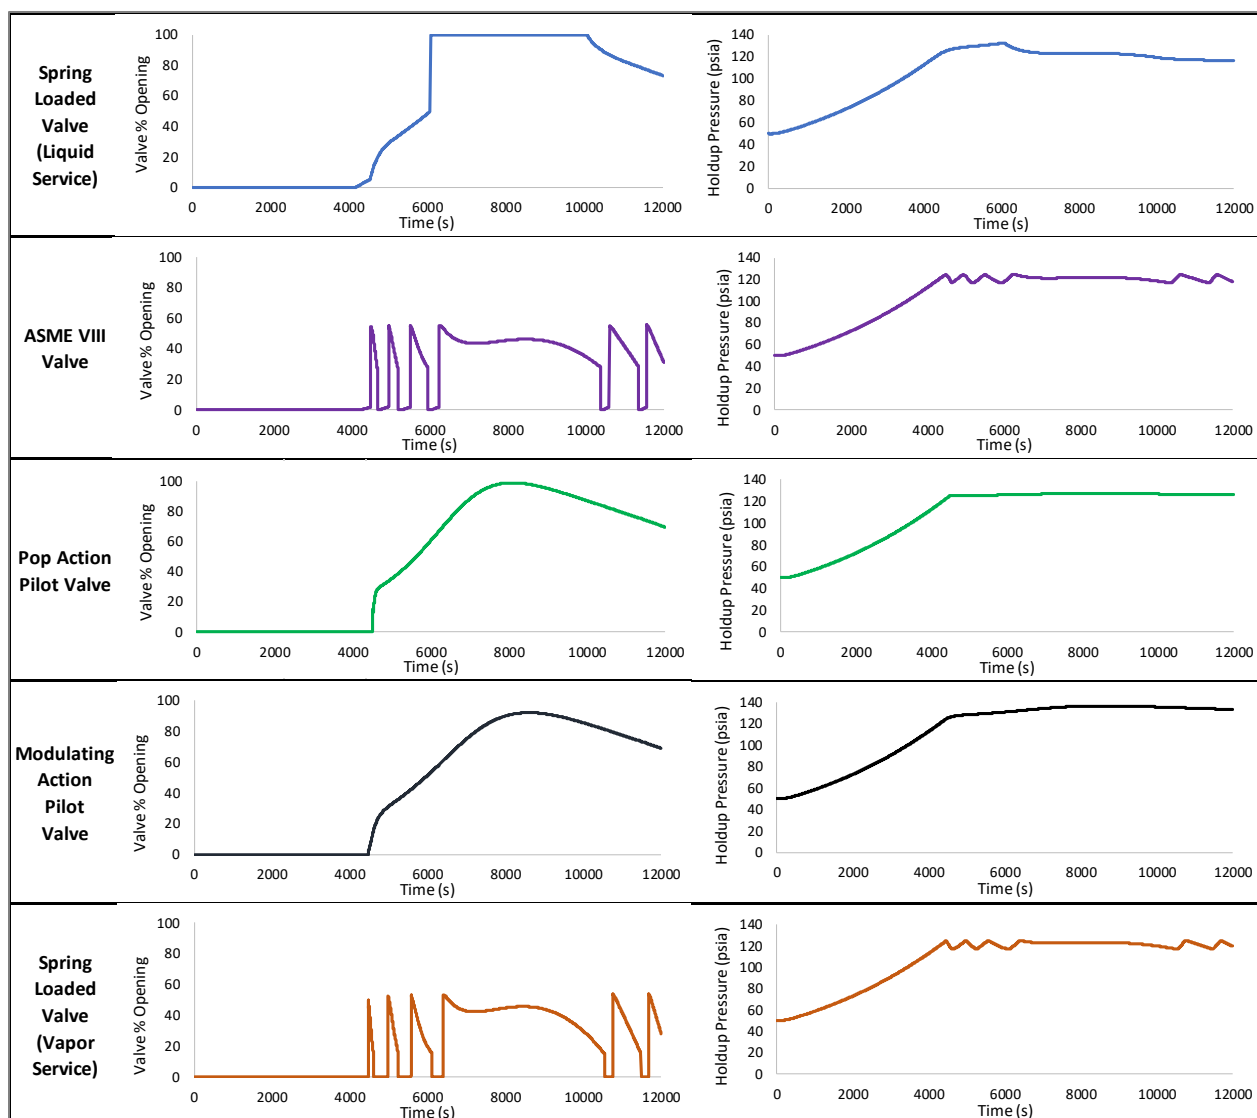 Spring
Loaded
Valve
(Liquid
Service)
Valve % Opening
100
80
60
40
20
0
0 2000 4000 6000 8000 10000 12000
Time (s)
Holdup Pressure (psia)
140
120
100
80
60
40
20
0
0 2000 4000 6000 8000 10000 12000
Time (s)
ASME VIII
Valve
Valve % Opening
100
80
60
40
20
0
0 2000 4000 6000 8000 10000 12000
Time (s)
Holdup Pressure (psia)
140
120
100
80
60
40
20
0
0 2000 4000 6000 8000 10000 12000
Time (s)
Pop Action
Pilot Valve
Valve % Opening
100
80
60
40
20
0
0 2000 4000 6000 8000 10000 12000
Time (s)
Holdup Pressure (psia)
140
120
100
80
60
40
20
0
0 2000 4000 6000 8000 10000 12000
Time (s)
Modulating
Action
Pilot
Valve
Valve % Opening
100
80
60
40
20
0
0 2000 4000 6000 8000 10000 12000
Time (s)
Holdup Pressure (psia)
140
120
100
80
60
40
20
0
0 2000 4000 6000 8000 10000 12000
Time (s)
Spring
Loaded
Valve
(Vapor
Service)
Valve % Opening
100
80
60
40
20
0
0 2000 4000 6000 8000 10000 12000
Time (s)
Holdup Pressure (psia)
140
120
100
80
60
40
20
0
0 2000 4000 6000 8000 10000 12000
Time (s)